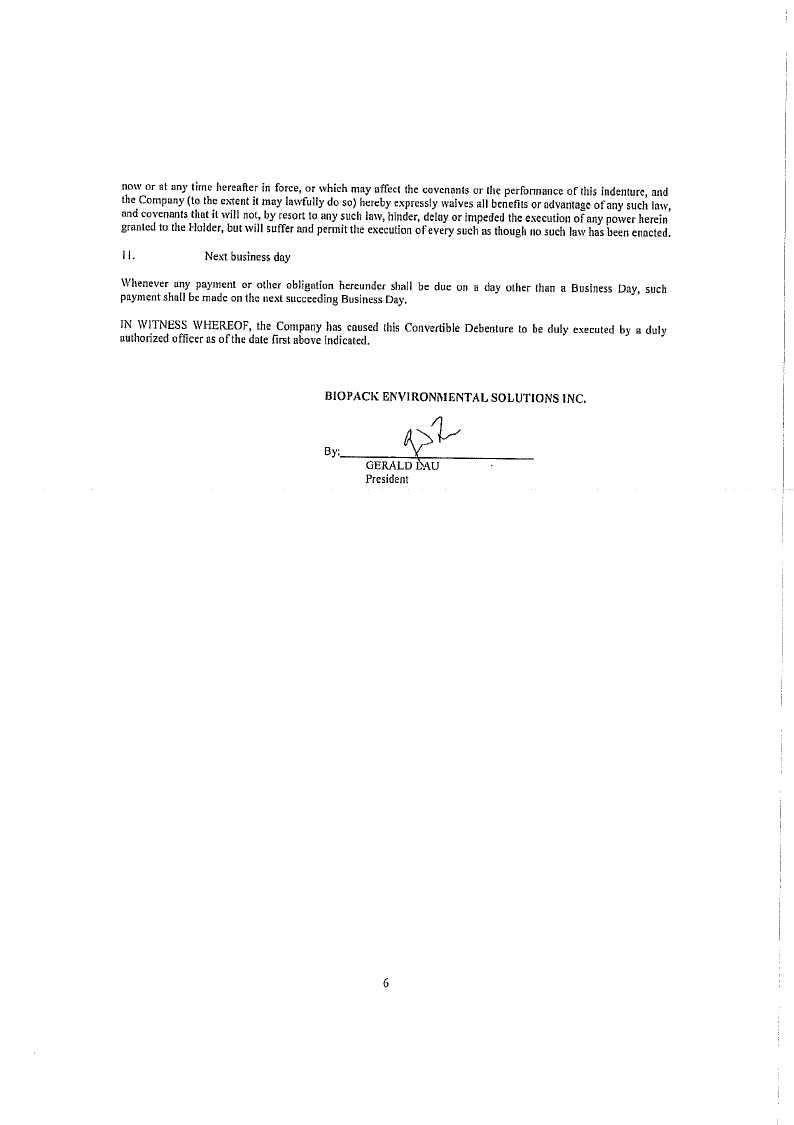 now or at any time hereafter in force, or which may affect the covenants or the performance of this indenture, and
the Company (to the extent it may lawfully do so) hereby expressly waives all benefits or advantage of any such law,
and covenants that it will not, by resort to any such law, hinder, delay or impeded the execution of any power herein
granted to the Holder, but will suffer and permit the execution of every such as though no such law has been enacted.
11. Next business day
Whenever any payment or other obligation hereunder shall be due on a day other than a Business Day, such
payment shall be made on the next succeeding Business Day.
IN WITNESS WHEREOF, the Company has caused this Convertible Debenture to be duly executed by a duly
authorized officer as of the date first above indicated.
BIOPACK ENVIRONMENTAL SOLUTIONS INC.
By:
GERALD LAU
President
6